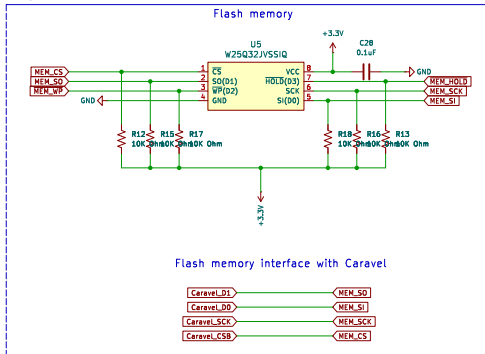 Flash memory
U5
W25Q32JVSSIQ
+3.3V
C28
0.1uF
GND
MEM_CS
MEM_SO
MEM_WP
GND
1 CS
2 SO(D1)
3 WP(D2)
4 GND
VCC 8
HOLD(D3) 7
SCK 6
SI(D0) 5
MEM_HOLD
MEM_SCK
MEM_SI
R12
10K Ohm
R15
10K Ohm
R17
10K Ohm
R18
10K Ohm
R16
10K Ohm
R13
10K Ohm
+3.3V
Flash memory interface with Caravel
Caravel_D1 MEM_SO
Caravel_D0 MEM_SI
Caravel_SCK MEM_SCK
Caravel_CSB MEM_CS